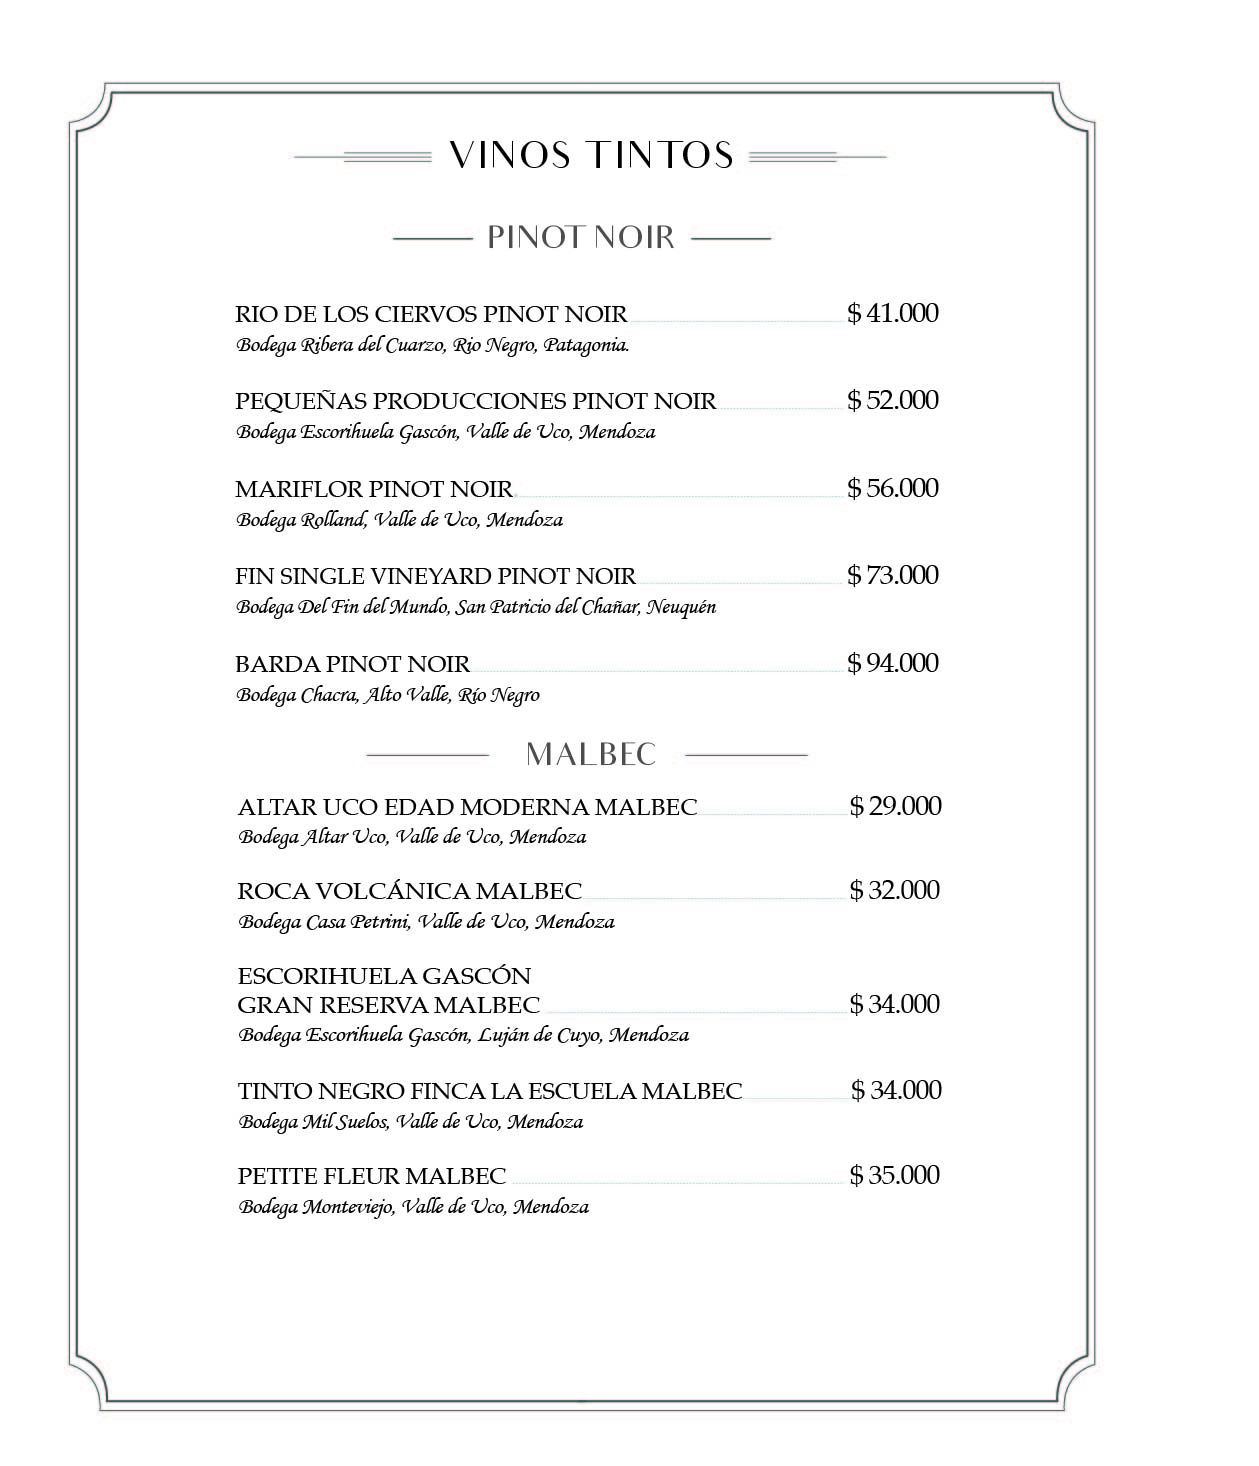 VINOS TINTOS
PINOT NOIR
RIO DE LOS CIERVOS PINOT NOIR $ 41.000
Bodega Ribera del Cuarzo, Rio Negro, Patagonia.
PEQUEÑAS PRODUCCIONES PINOT NOIR $ 52.000
Bodega Escorihuela Gascón, Valle de Uco, Mendoza
MARIFLOR PINOT NOIR $ 56.000
Bodega Rolland, Valle de Uco, Mendoza
FIN SINGLE VINEYARD PINOT NOIR $ 73.000
Bodega Del Fin del Mundo, San Patricio del Chañar, Neuquén
BARDA PINOT NOIR $ 94.000
Bodega Chacra, Alto Valle, Río Negro
MALBEC
ALTAR UCO EDAD MODERNA MALBEC $ 29.000
Bodega Altar Uco, Valle de Uco, Mendoza
ROCA VOLCÁNICA MALBEC $ 32.000
Bodega Casa Petrini, Valle de Uco, Mendoza
ESCORIHUELA GASCÓN
GRAN RESERVA MALBEC $ 34.000
Bodega Escorihuela Gascón, Luján de Cuyo, Mendoza
TINTO NEGRO FINCA LA ESCUELA MALBEC $ 34.000
Bodega Mil Suelos, Valle de Uco, Mendoza
PETITE FLEUR MALBEC $ 35.000
Bodega Monteviejo, Valle de Uco, Mendoza